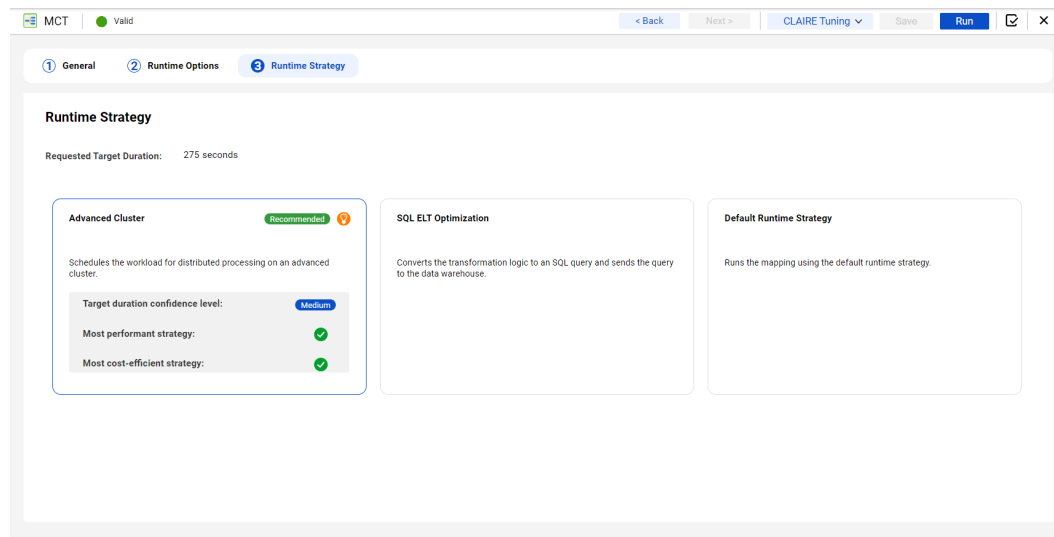 MCT
Valid
< Back
Next >
CLAIRE Tuning
Save
Run
1 General
2 Runtime Options
3 Runtime Strategy
Runtime Strategy
Requested Target Duration: 275 seconds
Advanced Cluster
Recommended
Schedules the workload for distributed processing on an advanced
cluster.
Target duration confidence level: Medium
Most performant strategy:
Most cost-efficient strategy:
SQL ELT Optimization
Converts the transformation logic to an SQL query and sends the query
to the data warehouse.
Default Runtime Strategy
Runs the mapping using the default runtime strategy.